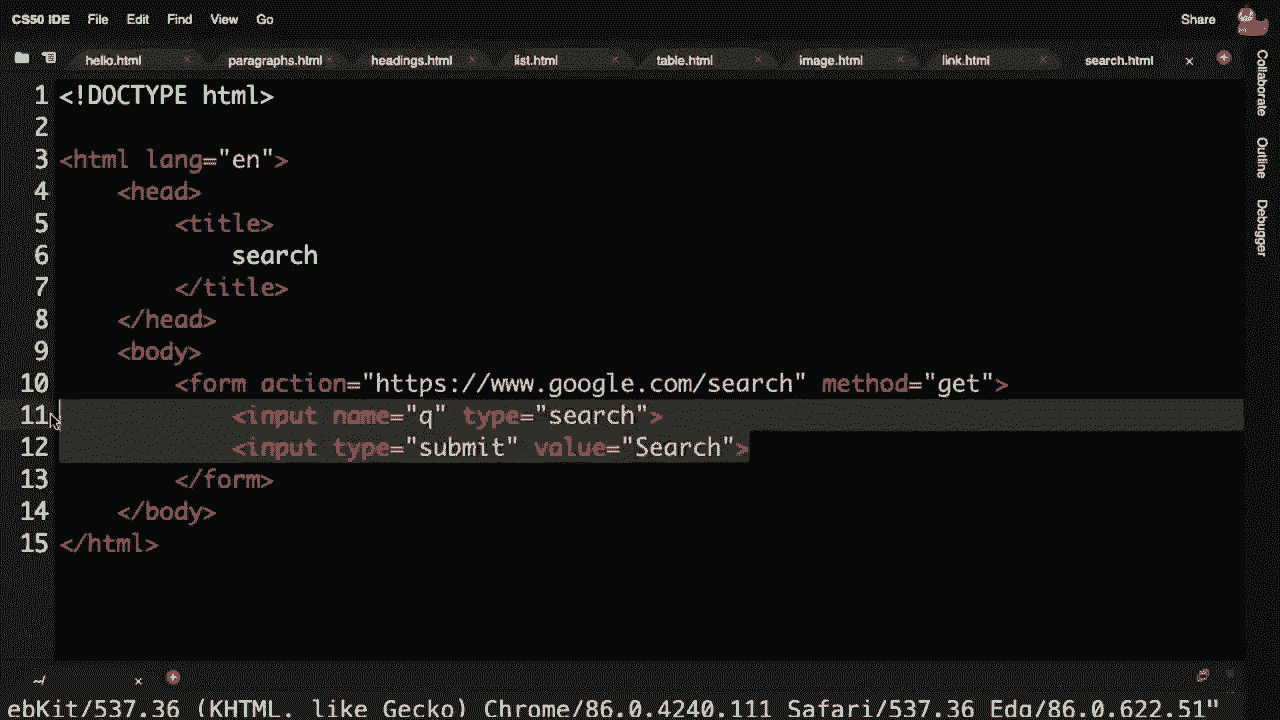 CS50 IDE File Edit Find View Go Share
hello.html paragraphs.html headings.html list.html table.html image.html link.html search.html
1 <!DOCTYPE html>
2
3 <html lang="en">
4     <head>
5         <title>
6             search
7         </title>
8     </head>
9     <body>
10         <form action="https://www.google.com/search" method="get">
11             <input name="q" type="search">
12             <input type="submit" value="Search">
13         </form>
14     </body>
15 </html>
Collaborate
Outline
Debugger
~/
ebKit/537.36 (KHTML, like Gecko) Chrome/86.0.4240.111 Safari/537.36 Edg/86.0.622.51"